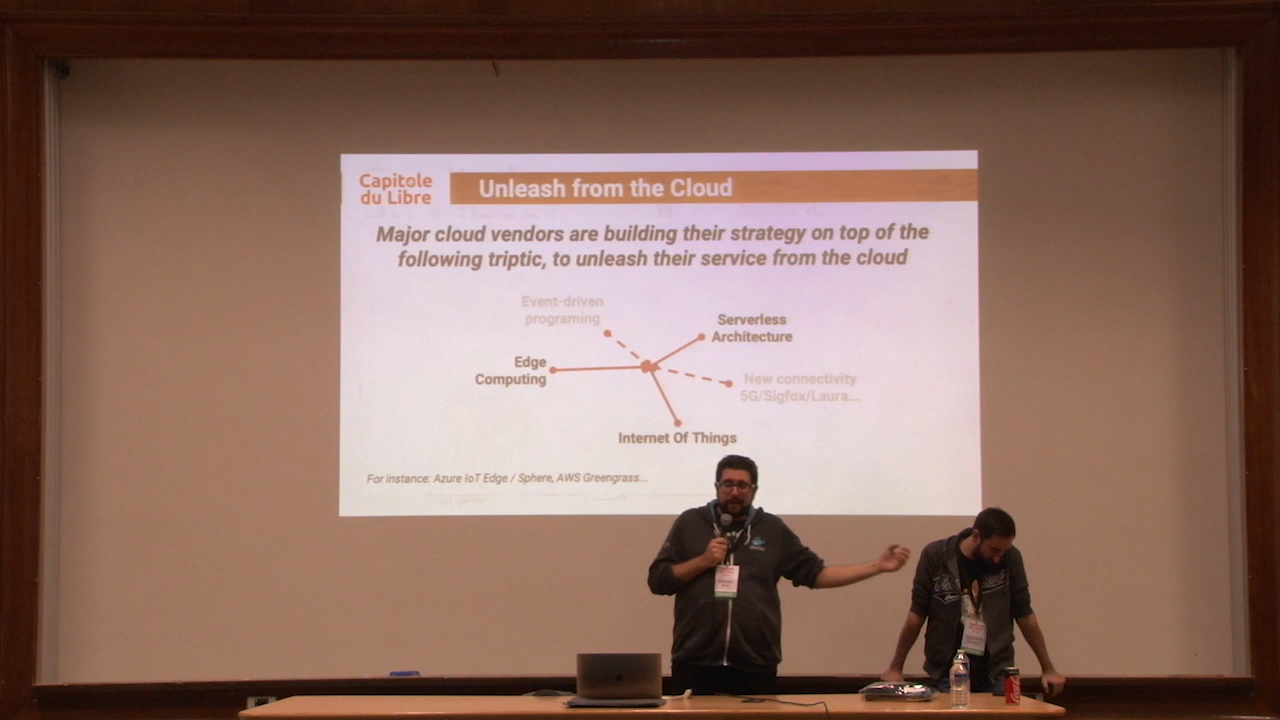 Capitole
du Libre
Unleash from the Cloud
Major cloud vendors are building their strategy on top of the
following triptic, to unleash their service from the cloud
Event-driven
programing
Serverless
Architecture
Edge
Computing
New connectivity
5G/Sigfox/Laura...
Internet Of Things
For instance: Azure IoT Edge / Sphere, AWS Greengrass...